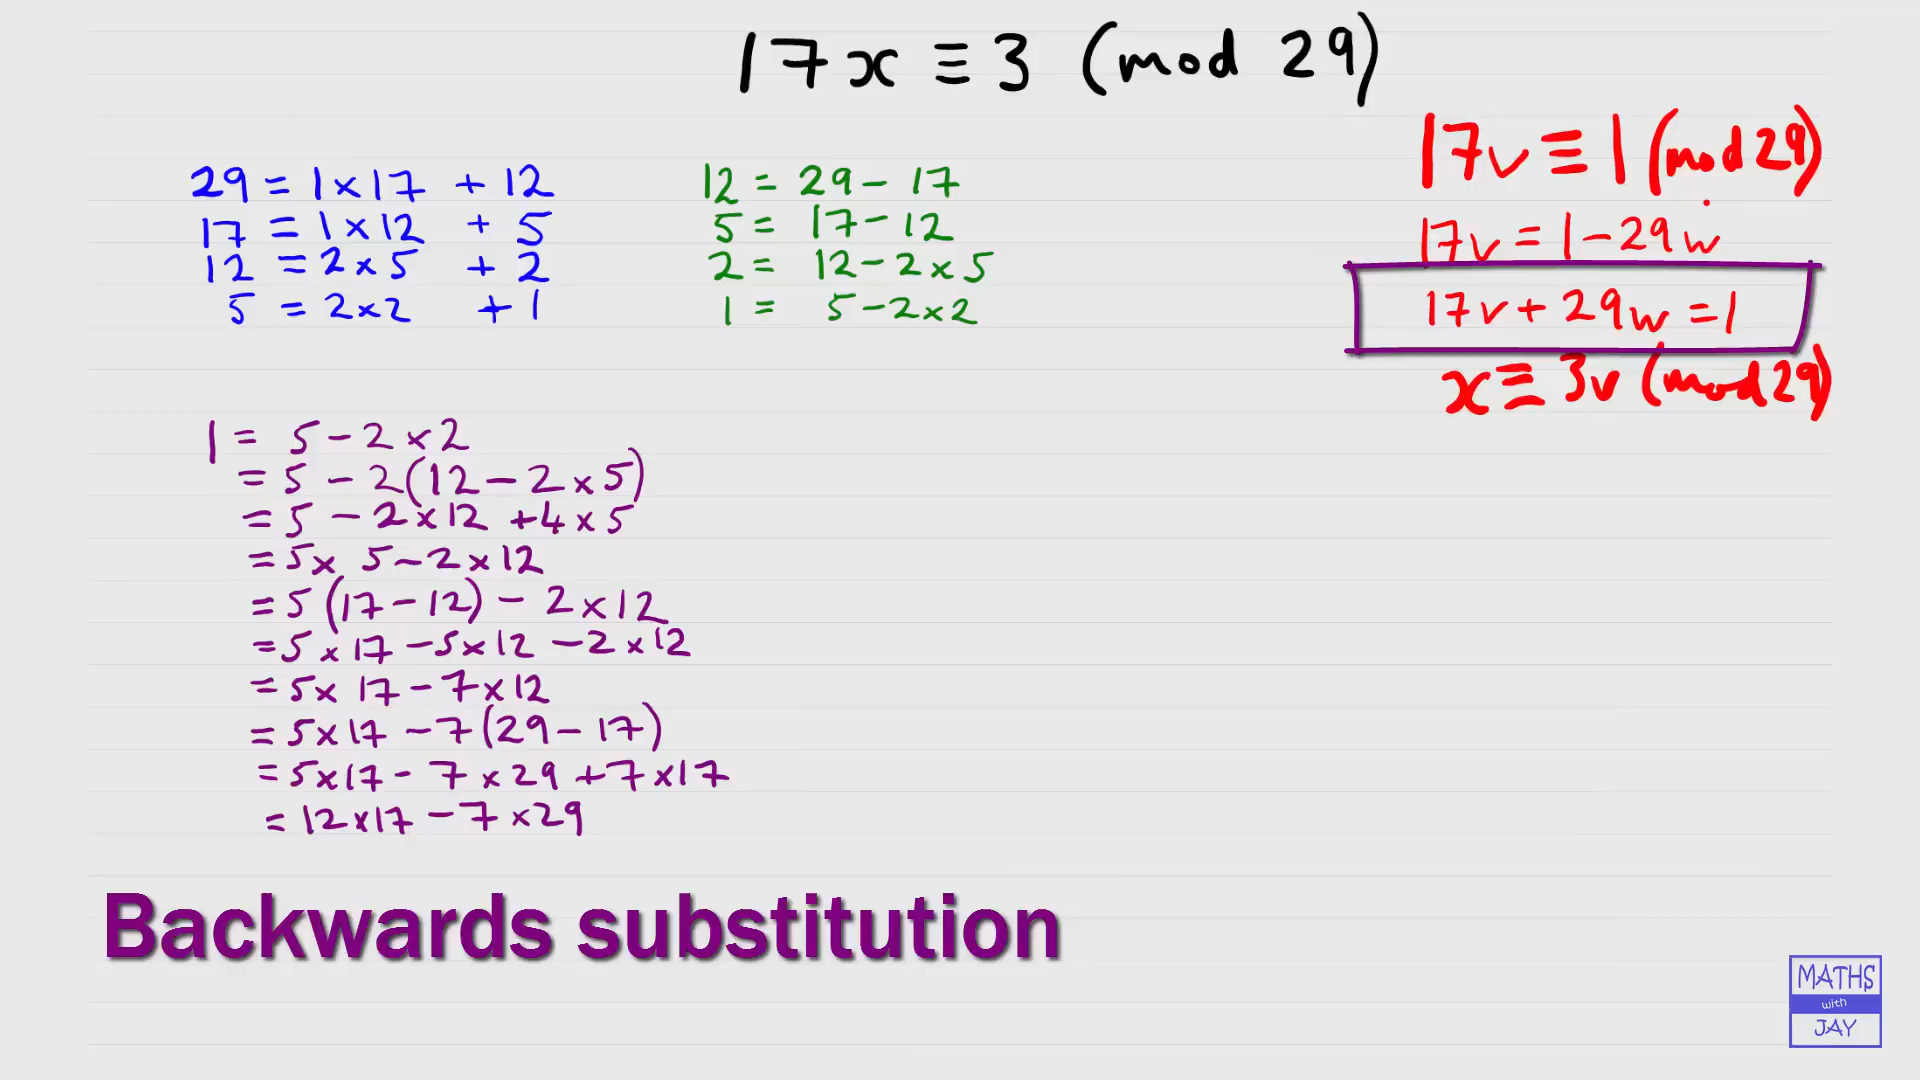 17x ≡ 3 (mod 29)
29 = 1 × 17 + 12
17 = 1 × 12 + 5
12 = 2 × 5 + 2
5 = 2 × 2 + 1
12 = 29 - 17
5 = 17 - 12
2 = 12 - 2 × 5
1 = 5 - 2 × 2
17v ≡ 1 (mod 29)
17v = 1 - 29w
17v + 29w = 1
x ≡ 3v (mod 29)
1 = 5 - 2 × 2
= 5 - 2(12 - 2 × 5)
= 5 - 2 × 12 + 4 × 5
= 5 × 5 - 2 × 12
= 5(17 - 12) - 2 × 12
= 5 × 17 - 5 × 12 - 2 × 12
= 5 × 17 - 7 × 12
= 5 × 17 - 7(29 - 17)
= 5 × 17 - 7 × 29 + 7 × 17
= 12 × 17 - 7 × 29
Backwards substitution
MATHS
with
JAY